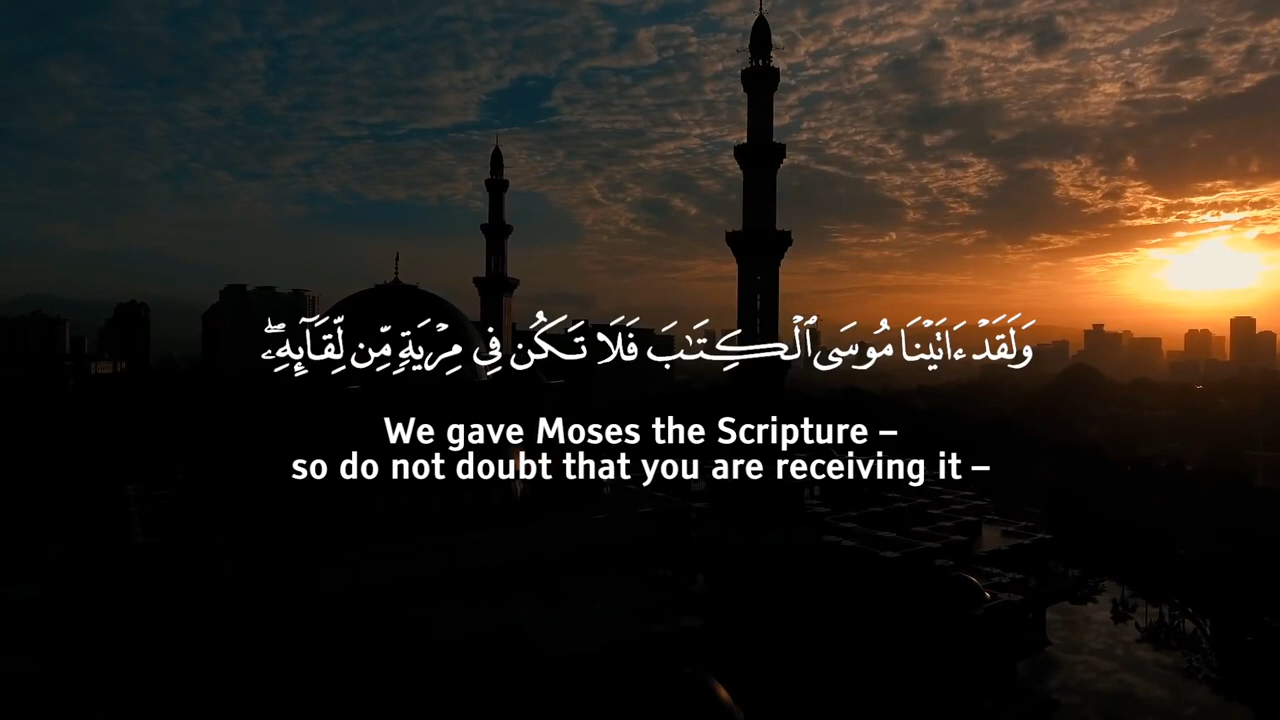 وَلَقَدْ ءَاتَيْنَا مُوسَى ٱلْكِتَـٰبَ فَلَا تَكُن فِى مِرْيَةٍ مِّن لِّقَآئِهِۦ ۖ
We gave Moses the Scripture –
so do not doubt that you are receiving it –